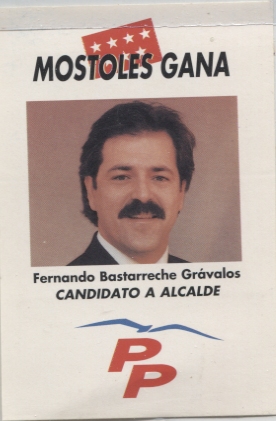 MOSTOLES GANA
Fernando Bastarreche Grávalos
CANDIDATO A ALCALDE
PP